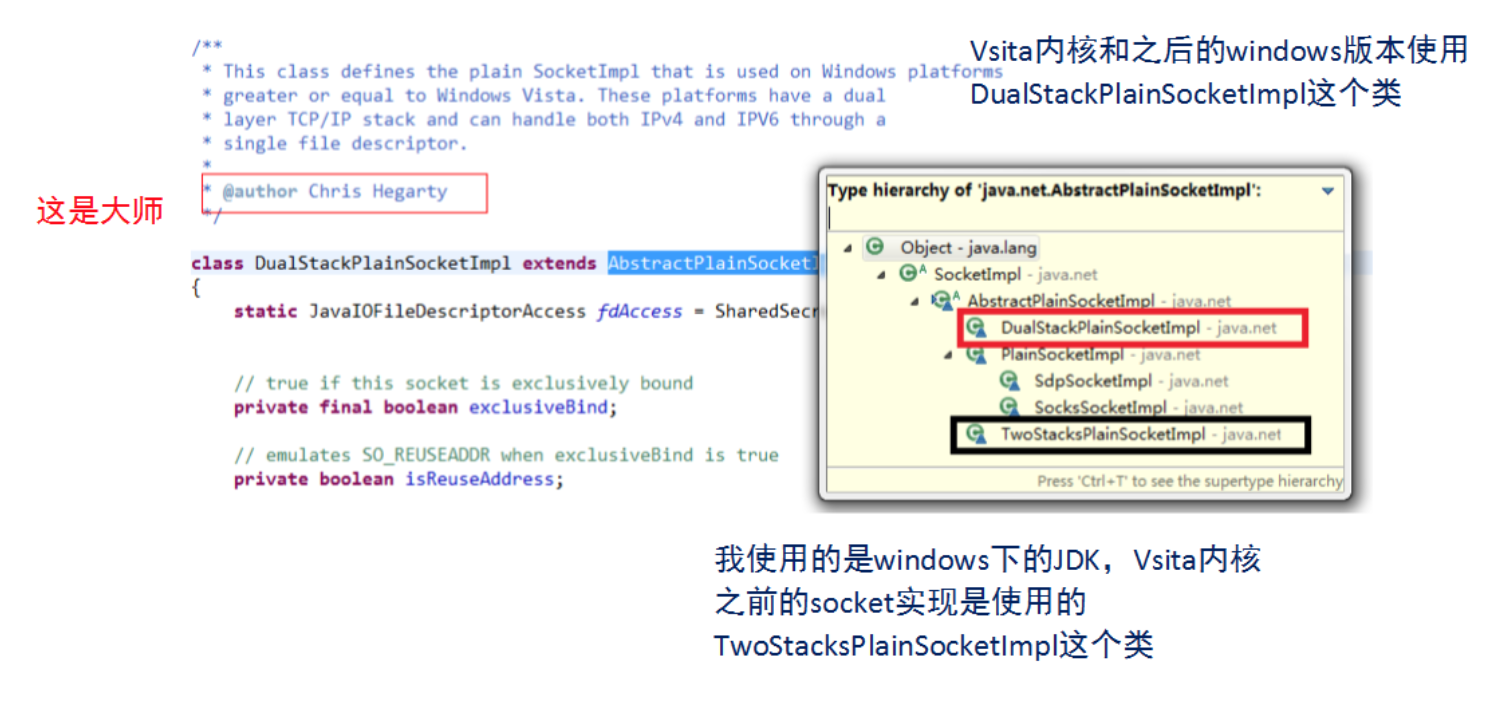 /**
* This class defines the plain SocketImpl that is used on Windows platforms
* greater or equal to Windows Vista. These platforms have a dual
* layer TCP/IP stack and can handle both IPv4 and IPV6 through a
* single file descriptor.
*
* @author Chris Hegarty
*/
这是大师
Vsita内核和之后的windows版本使用
DualStackPlainSocketImpl这个类
class DualStackPlainSocketImpl extends AbstractPlainSocketI
{
static JavaIOFileDescriptorAccess fdAccess = SharedSecr
// true if this socket is exclusively bound
private final boolean exclusiveBind;
// emulates SO_REUSEADDR when exclusiveBind is true
private boolean isReuseAddress;
Type hierarchy of 'java.net.AbstractPlainSocketImpl':
Object - java.lang
SocketImpl - java.net
AbstractPlainSocketImpl - java.net
DualStackPlainSocketImpl - java.net
PlainSocketImpl - java.net
SdpSocketImpl - java.net
SocksSocketImpl - java.net
TwoStacksPlainSocketImpl - java.net
Press 'Ctrl+T' to see the supertype hierarchy
我使用的是windows下的JDK，Vsita内核
之前的socket实现是使用的
TwoStacksPlainSocketImpl这个类